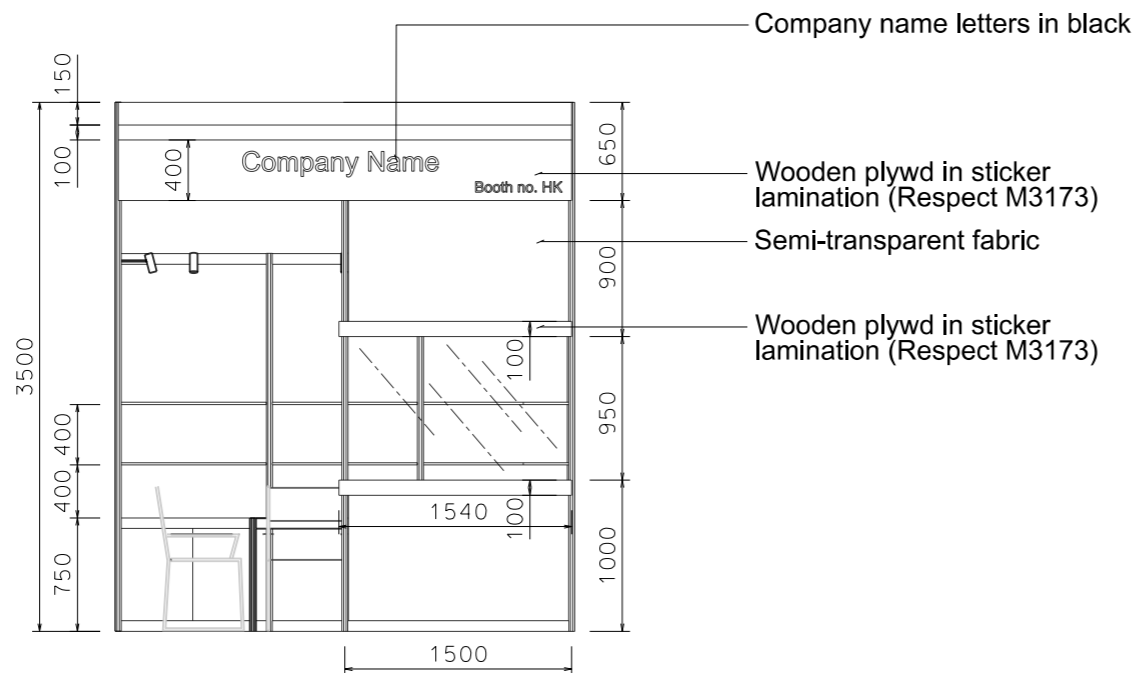 Company name letters in black
150
100
400
Company Name
Booth no. HK
650
Wooden plywd in sticker
lamination (Respect M3173)
Semi-transparent fabric
900
Wooden plywd in sticker
lamination (Respect M3173)
100
3500
950
400
400
1540
100
750
1000
1500